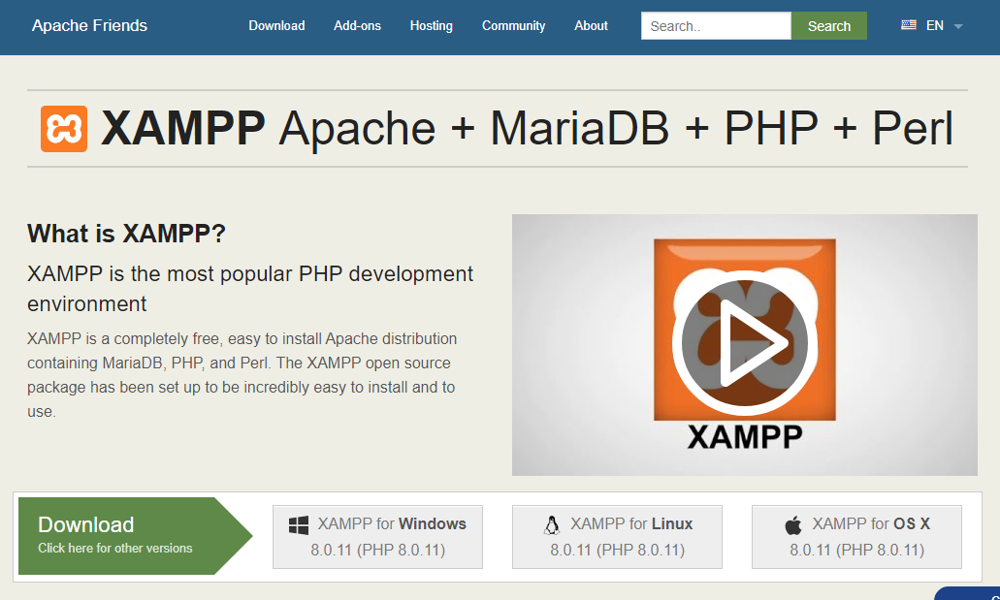 Apache Friends
Download Add-ons Hosting Community About
Search..
Search
EN
XAMPP Apache + MariaDB + PHP + Perl
What is XAMPP?
XAMPP is the most popular PHP development
environment
XAMPP is a completely free, easy to install Apache distribution
containing MariaDB, PHP, and Perl. The XAMPP open source
package has been set up to be incredibly easy to install and to
use.
XAMPP
Download
Click here for other versions
XAMPP for Windows
8.0.11 (PHP 8.0.11)
XAMPP for Linux
8.0.11 (PHP 8.0.11)
XAMPP for OS X
8.0.11 (PHP 8.0.11)